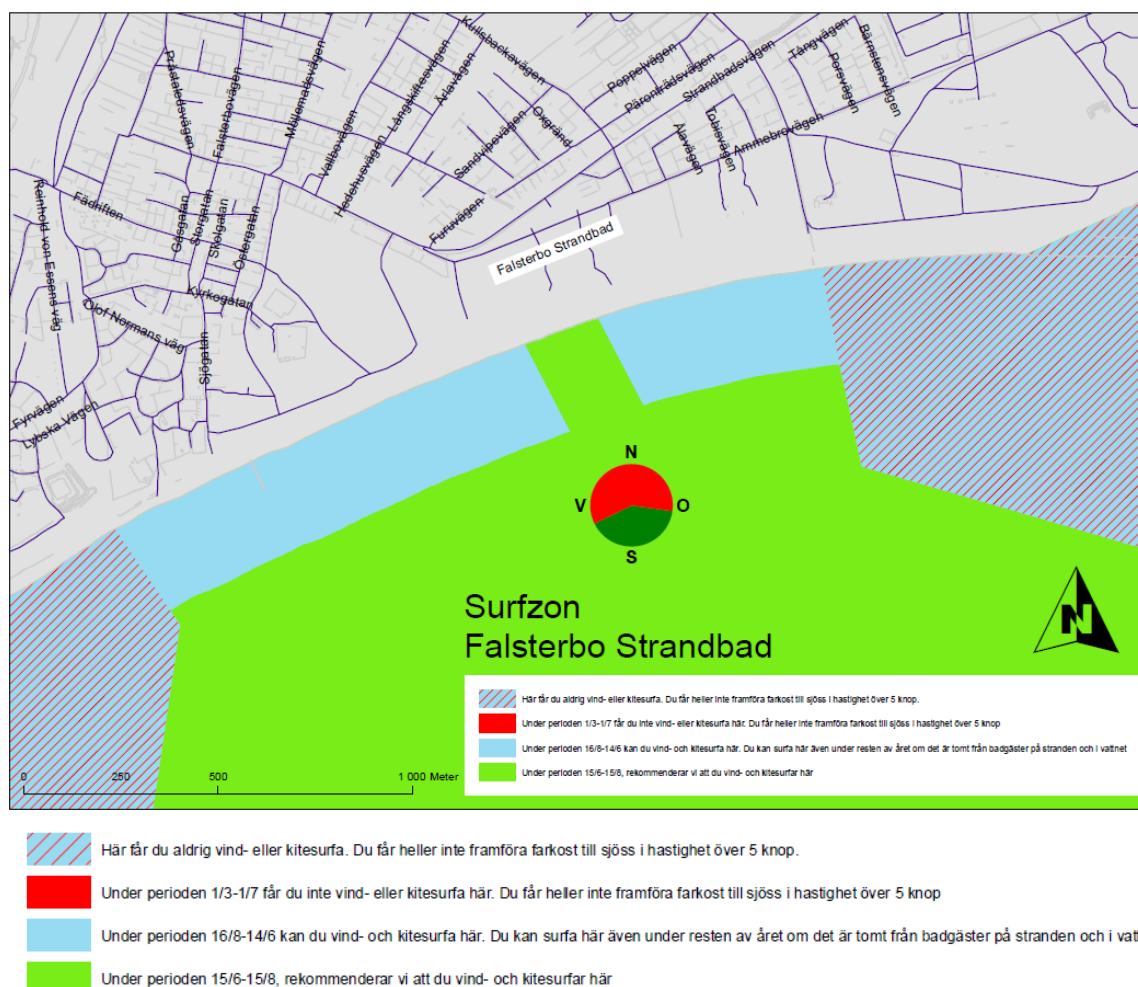 Kullsbackavägen
Tångvägen
Bärnstensvägen
Porsvägen
Poppelvägen
Päronträdsvägen
Strandbadsvägen
Prästaledsvägen
Falsterbovägen
Möllemadsvägen
Långskiftesvägen
Ärlavägen
Oxgränd
Sandvipevägen
Vallbovägen
Hedehusvägen
Ålavägen
Tobisvägen
Ammebrovägen
Reinhold von Essens väg
Fädriften
Gåsgatan
Storgatan
Skolgatan
Östergatan
Furuvägen
Falsterbo Strandbad
Kyrkogatan
Olof Normans väg
Sjögatan
Fyrvägen
Lybska Vägen
N
V
O
S
Surfzon
Falsterbo Strandbad
N
Här får du aldrig vind- eller kitesurfa. Du får heller inte framföra farkost till sjöss i hastighet över 5 knop.
Under perioden 1/3-1/7 får du inte vind- eller kitesurfa här. Du får heller inte framföra farkost till sjöss i hastighet över 5 knop
Under perioden 16/8-14/6 kan du vind- och kitesurfa här. Du kan surfa här även under resten av året om det är tomt från badgäster på stranden och i vattnet
Under perioden 15/6-15/8, rekommenderar vi att du vind- och kitesurfar här
0 250 500 1 000 Meter
Här får du aldrig vind- eller kitesurfa. Du får heller inte framföra farkost till sjöss i hastighet över 5 knop.
Under perioden 1/3-1/7 får du inte vind- eller kitesurfa här. Du får heller inte framföra farkost till sjöss i hastighet över 5 knop
Under perioden 16/8-14/6 kan du vind- och kitesurfa här. Du kan surfa här även under resten av året om det är tomt från badgäster på stranden och i vatt
Under perioden 15/6-15/8, rekommenderar vi att du vind- och kitesurfar här